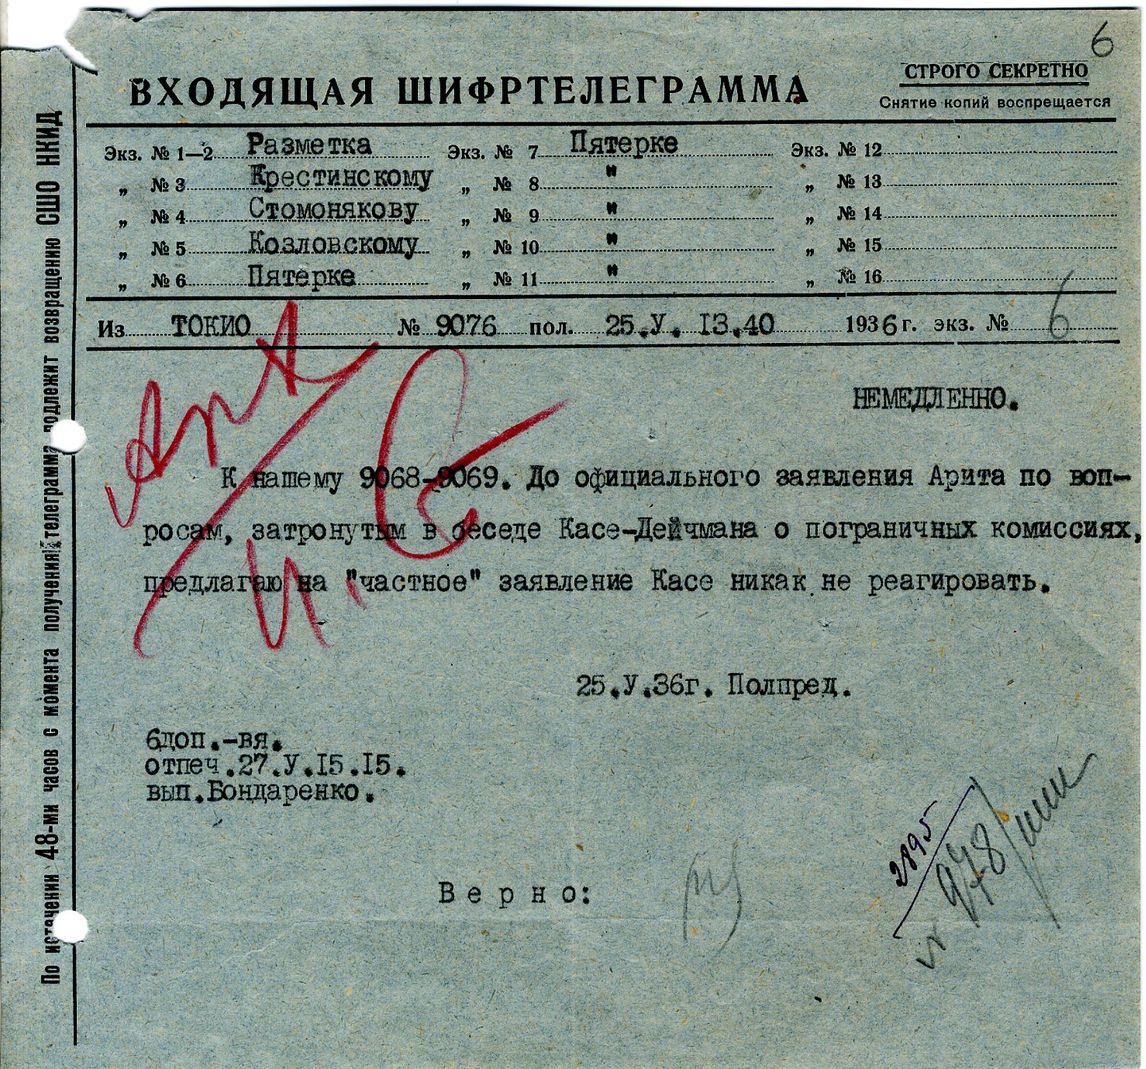 6
ВХОДЯЩАЯ ШИФРТЕЛЕГРАММА
СТРОГО СЕКРЕТНО
Снятие копий воспрещается
Экз. № 1—2 Разметка Экз. № 7 Пятерке Экз. № 12
„ № 3 Крестинскому „ № 8 " „ № 13
„ № 4 Стомонякову „ № 9 " „ № 14
„ № 5 Козловскому „ № 10 " „ № 15
„ № 6 Пятерке „ № 11 " „ № 16
Из ТОКИО № 9076 пол. 25.У. 13.40 1936 г. экз. № 6
НЕМЕДЛЕННО.
К нашему 9068-9069. До официального заявления Арита по воп-
росам, затронутым в беседе Касе-Дейчмана о пограничных комиссиях,
предлагаю на "частное" заявление Касе никак не реагировать.
25.У.36г. Полпред.
6доп.-вя.
отпеч.27.У.15.15.
вып.Бондаренко.
Верно:
2895
978
Арх
И. С
По истечении 48-ми часов с момента получения телеграмма подлежит возвращению СШО НКИД